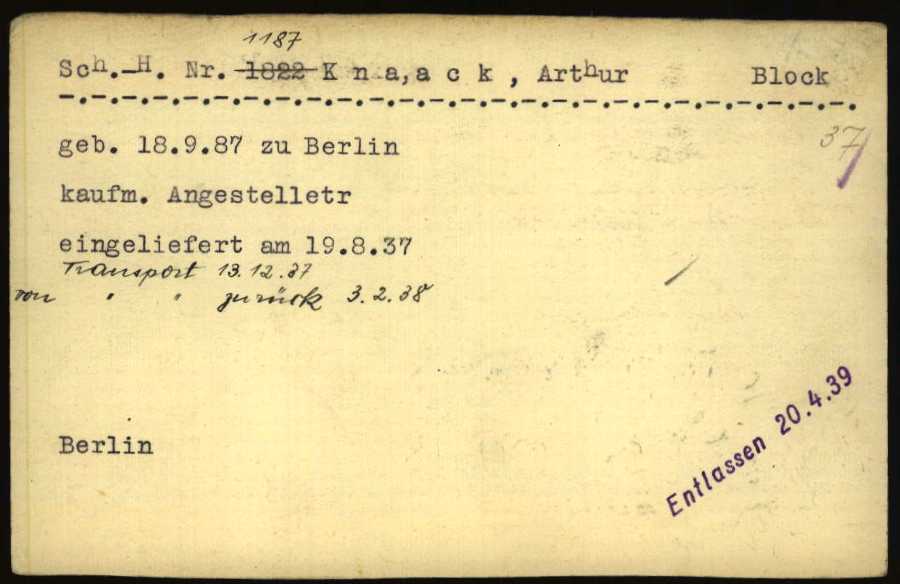 1187
Sch.-H. Nr. 1822 K n a,a c k , Arthur Block
-.-.-.-.-.-.-.-.-.-.-.-.-.-.-.-.-.-.-.-.-.-.-.
37
geb. 18.9.87 zu Berlin
kaufm. Angestelletr
eingeliefert am 19.8.37
Transport 13.12.37
von " " zurück 3.2.38
Berlin
Entlassen 20.4.39